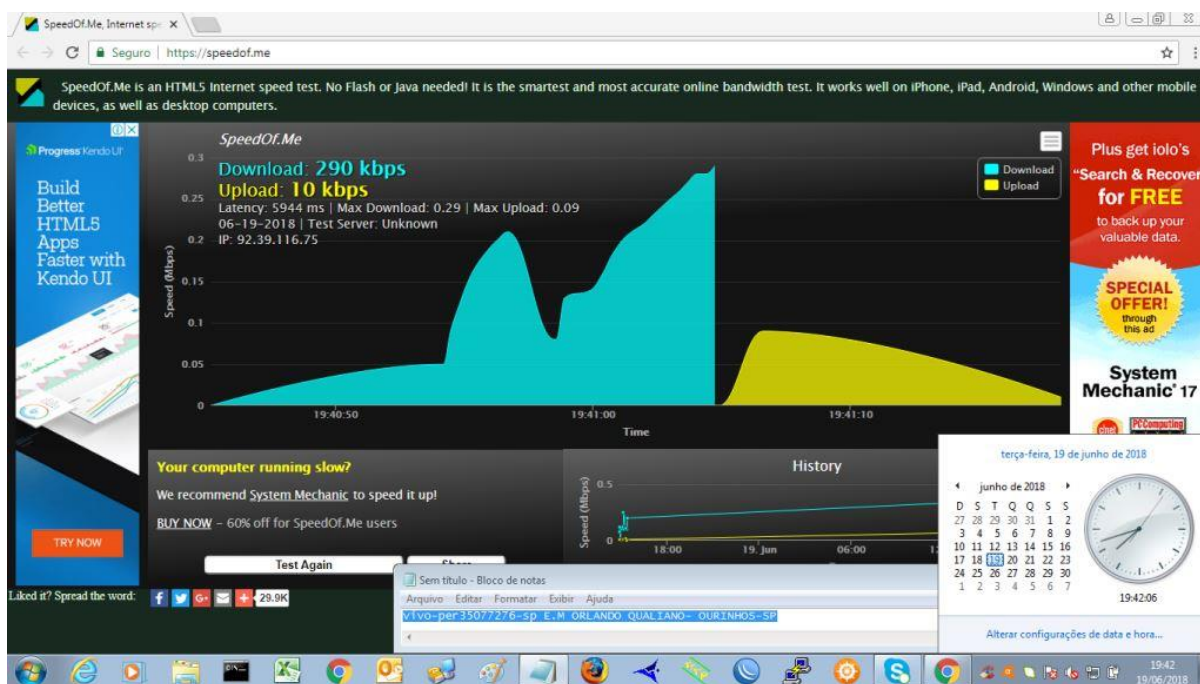 SpeedOf.Me, Internet spe
Seguro | https://speedof.me
SpeedOf.Me is an HTML5 Internet speed test. No Flash or Java needed! It is the smartest and most accurate online bandwidth test. It works well on iPhone, iPad, Android, Windows and other mobile
devices, as well as desktop computers.
Progress Kendo UI
Build
Better
HTML5
Apps
Faster with
Kendo UI
TRY NOW
SpeedOf.Me
Download: 290 kbps
Upload: 10 kbps
Latency: 5944 ms | Max Download: 0.29 | Max Upload: 0.09
06-19-2018 | Test Server: Unknown
IP: 92.39.116.75
Download
Upload
Speed (Mbps)
0.3
0.25
0.2
0.15
0.1
0.05
0
19:40:50 19:41:00 19:41:10
Time
Plus get iolo's
"Search & Recover
for FREE
to back up your
valuable data.
SPECIAL
OFFER!
through
this ad
System
Mechanic® 17
cnet PCComputing
Your computer running slow?
We recommend System Mechanic to speed it up!
BUY NOW – 60% off for SpeedOf.Me users
Test Again Share
History
Speed (Mbps)
0.5
0
18:00 19. Jun 06:00 12
Liked it? Spread the word:
29.9K
Sem título - Bloco de notas
Arquivo Editar Formatar Exibir Ajuda
vivo-per35077276-sp E.M ORLANDO QUALIANO- OURINHOS-SP
terça-feira, 19 de junho de 2018
junho de 2018
D S T Q Q S S
27 28 29 30 31 1 2
3 4 5 6 7 8 9
10 11 12 13 14 15 16
17 18 19 20 21 22 23
24 25 26 27 28 29 30
1 2 3 4 5 6 7
19:42:06
Alterar configurações de data e hora...
19:42
19/06/2018